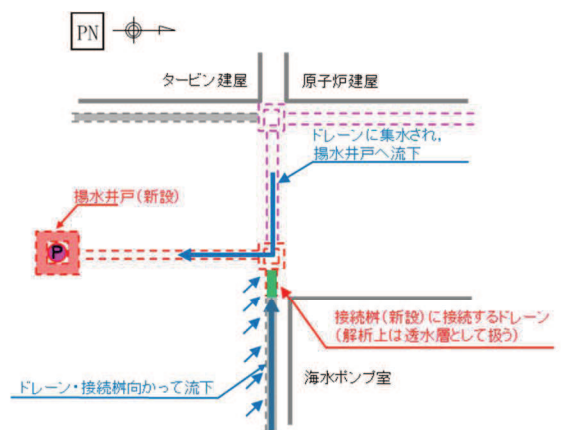 PN
タービン建屋
原子炉建屋
ドレーンに集水され,
揚水井戸へ流下
揚水井戸(新設)
P
接続桝(新設)に接続するドレーン
(解析上は透水層として扱う)
ドレーン・接続桝向かって流下
海水ポンプ室